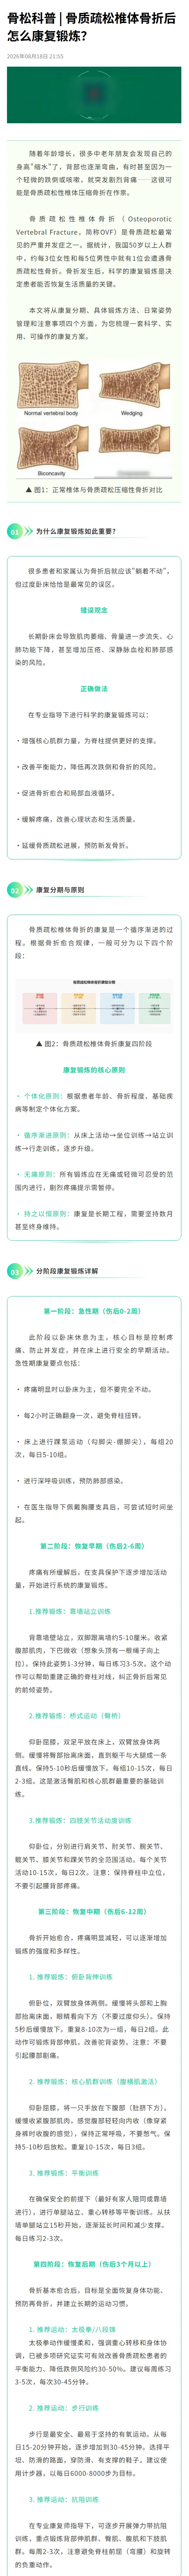 骨松科普 | 骨质疏松椎体骨折后
怎么康复锻炼?
2026年08月18日 21:55
随着年龄增长，很多中老年朋友会发现自己的
身高“缩水”了，背部也逐渐弯曲，有时甚至因为一
个轻微的跌倒或咳嗽，就突发剧烈背痛——这很可
能是骨质疏松性椎体压缩骨折在作祟。
骨质疏松性椎体骨折（Osteoporotic
Vertebral Fracture，简称OVF）是骨质疏松最常
见的严重并发症之一。据统计，我国50岁以上人群
中，约每3位女性和每5位男性中就有1位会遭遇骨
质疏松性骨折。骨折发生后，科学的康复锻炼是决
定患者能否恢复生活质量的关键。
本文将从康复分期、具体锻炼方法、日常姿势
管理和注意事项四个方面，为您梳理一套科学、实
用、可操作的康复方案。
Normal vertebral body
Wedging
Biconcavity
▲ 图1：正常椎体与骨质疏松压缩性骨折对比
01 为什么康复锻炼如此重要？
很多患者和家属认为骨折后就应该“躺着不动”，
但过度卧床恰恰是最常见的误区。
错误观念
长期卧床会导致肌肉萎缩、骨量进一步流失、心
肺功能下降，甚至增加压疮、深静脉血栓和肺部感
染的风险。
正确做法
在专业指导下进行科学的康复锻炼可以：
·增强核心肌群力量，为脊柱提供更好的支撑。
·改善平衡能力，降低再次跌倒和骨折的风险。
·促进骨折愈合和局部血液循环。
·缓解疼痛，改善心理状态和生活质量。
·延缓骨质疏松进展，预防新发骨折。
02 康复分期与原则
骨质疏松椎体骨折的康复是一个循序渐进的过
程。根据骨折愈合规律，一般可分为以下四个阶
段：
骨质疏松椎体骨折康复分期
▲ 图2：骨质疏松椎体骨折康复四阶段
康复锻炼的核心原则
· 个体化原则：根据患者年龄、骨折程度、基础疾
病等制定个体化方案。
· 循序渐进原则：从床上活动→坐位训练→站立训
练→行走训练，逐步升级。
· 无痛原则：所有锻炼应在无痛或轻微可忍受的范
围内进行，剧烈疼痛提示需暂停。
· 持之以恒原则：康复是长期工程，需要坚持数月
甚至终身维持。
03 分阶段康复锻炼详解
第一阶段：急性期（伤后0-2周）
此阶段以卧床休息为主，核心目标是控制疼
痛、防止并发症，并在床上进行安全的早期活动。
急性期康复要点包括：
· 疼痛明显时以卧床为主，但不要完全不动。
· 每2小时正确翻身一次，避免脊柱扭转。
· 床上进行踝泵运动（勾脚尖-绷脚尖），每组20
次，每日5-10组。
· 进行深呼吸训练，预防肺部感染。
· 在医生指导下佩戴胸腰支具后，可尝试短时间坐
起。
第二阶段：恢复早期（伤后2-6周）
疼痛有所缓解后，在支具保护下逐步增加活动
量，开始进行系统的康复锻炼。
1.推荐锻炼：靠墙站立训练
背靠墙壁站立，双脚跟离墙约5-10厘米。收紧
腹部肌肉，下巴微收（想象头顶有一根绳子向上
拉）。保持此姿势1-3分钟，每日练习3-5次。这个动
作可以帮助重建正确的脊柱对线，纠正骨折后常见
的前倾姿势。
2.推荐锻炼：桥式运动（臀桥）
仰卧屈膝，双足平放在床上，双臂放身体两
侧。缓慢将臀部抬离床面，直到躯干与大腿成一条
直线。保持5-10秒后缓慢放下。每组10-15次，每日
2-3组。这是激活臀肌和核心肌群最重要的基础训
练。
3.推荐锻炼：四肢关节活动度训练
仰卧位，分别进行肩关节、肘关节、腕关节、
髋关节、膝关节和踝关节的全范围活动。每个关节
活动10-15次，每日2次。注意：保持脊柱中立位，
不要引起腰背部疼痛。
第三阶段：恢复中期（伤后6-12周）
骨折开始愈合，疼痛明显减轻，可以逐渐增加
锻炼的强度和多样性。
1. 推荐锻炼：俯卧背伸训练
俯卧位，双臂放身体两侧。缓慢将头部和上胸
部抬离床面，眼睛看向下方（不要过度仰头）。保持
5秒后缓慢放下。重复8-10次为一组，每日2组。此
动作可锻炼背部伸肌，改善驼背姿势。注意：不要
引起腰部剧痛。
2. 推荐锻炼：核心肌群训练（腹横肌激活）
仰卧屈膝，将一只手放在下腹部（肚脐下方）。
缓慢收紧腹部肌肉，感觉腹部轻轻向内收（像穿紧
身裤时收腹的感觉），保持正常呼吸，不要憋气。保
持5-10秒后放松。重复10-15次，每日3组。
3. 推荐锻炼：平衡训练
在确保安全的前提下（最好有家人陪同或靠墙
进行），进行单腿站立、重心转移等平衡训练。从扶
墙单腿站立15秒开始，逐渐延长时间和减少支撑。
每日练习2-3次。
第四阶段：恢复后期（伤后3个月以上）
骨折基本愈合后，目标是全面恢复身体功能、
预防再骨折，并建立长期的运动习惯。
1. 推荐运动：太极拳/八段锦
太极拳动作缓慢柔和，强调重心转移和身体协
调，已被多项研究证实可有效改善骨质疏松患者的
平衡能力、降低跌倒风险约30-50%。建议每周练习
3-5次，每次30-45分钟。
2. 推荐运动：步行训练
步行是最安全、最易于坚持的有氧运动。从每
日15-20分钟开始，逐步增加到30-45分钟。选择平
坦、防滑的路面，穿防滑、有支撑的鞋子。建议使
用计步器，以每日6000-8000步为目标。
3. 推荐运动：抗阻训练
在专业康复师指导下，可逐步开展弹力带抗阻
训练，重点锻炼背部伸肌群、臀肌、腹肌和下肢肌
群。每周2-3次，注意避免脊柱前屈（弯腰）和旋转
的负重动作。